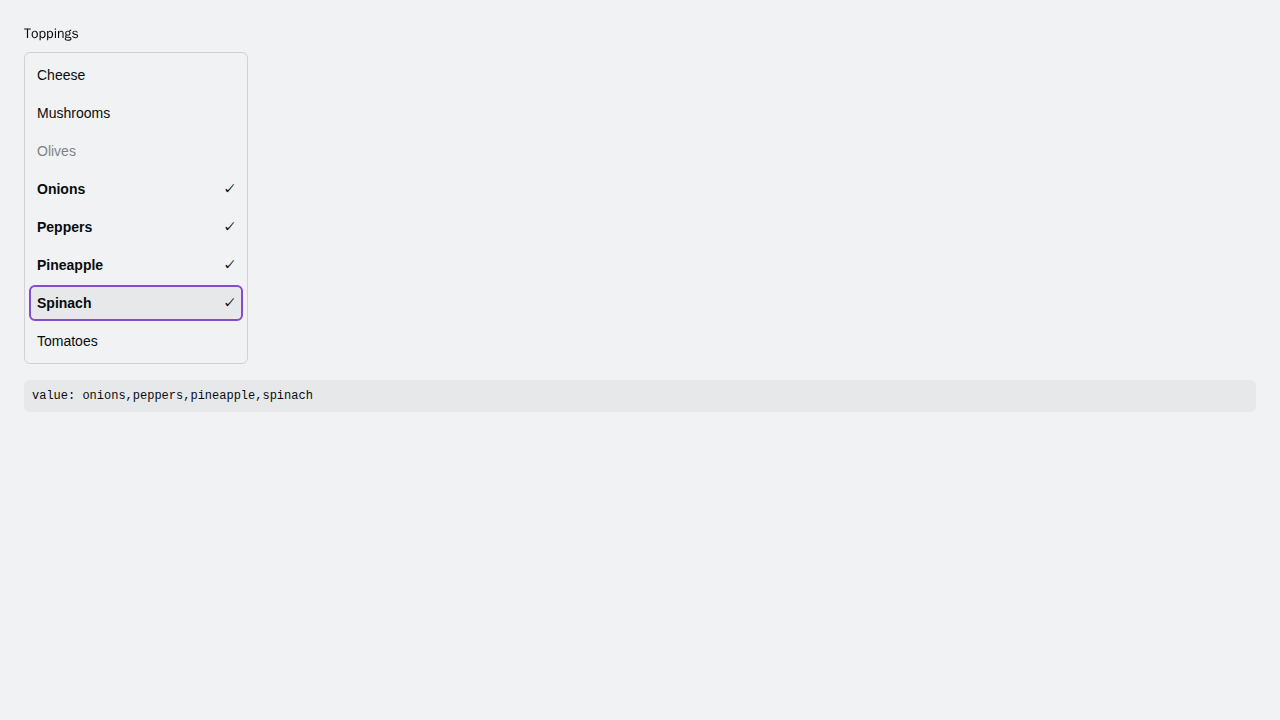 Toppings
Cheese
Mushrooms
Olives
Onions ✓
Peppers ✓
Pineapple ✓
Spinach ✓
Tomatoes
value: onions,peppers,pineapple,spinach